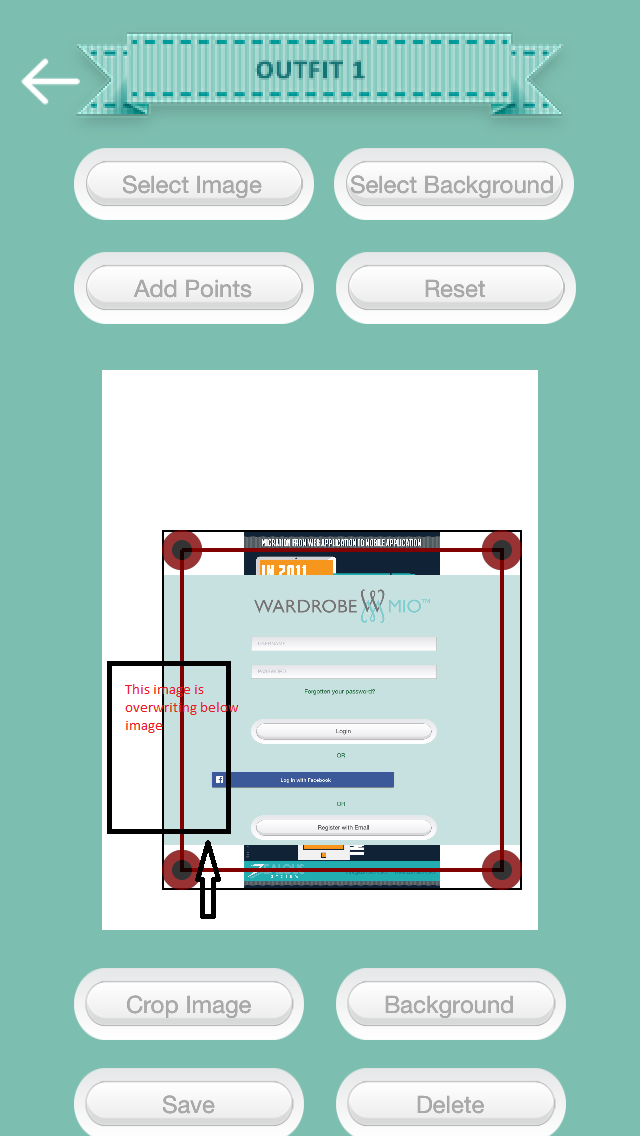 OUTFIT 1
Select Image
Select Background
Add Points
Reset
MIGRATION FROM WEB APPLICATION TO MOBILE APPLICATION
IN 2011
WARDROBE MIO™
USERNAME
PASSWORD
Forgotten your password?
This image is
overwriting below
image
Login
OR
Log in with Facebook
OR
Register with Email
Crop Image
Background
Save
Delete